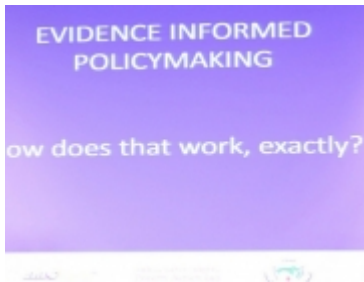 EVIDENCE INFORMED
POLICYMAKING
ow does that work, exactly?